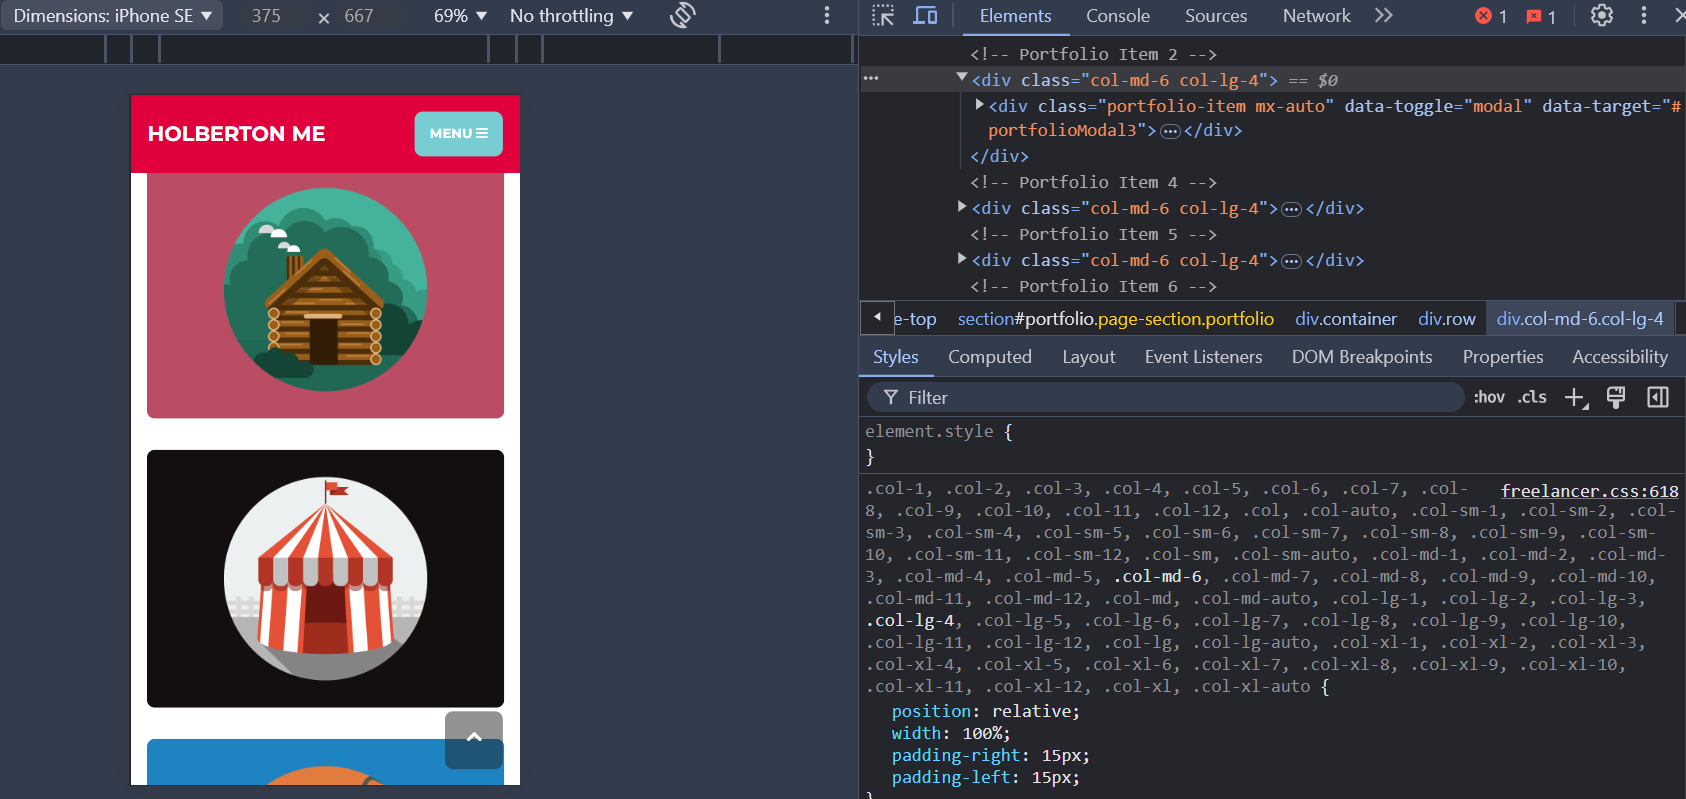 Dimensions: iPhone SE ▼ 375 × 667 69% ▼ No throttling ▼
HOLBERTON ME
MENU
Elements Console Sources Network 1 1
<!-- Portfolio Item 2 -->
<div class="col-md-6 col-lg-4"> == $0
<div class="portfolio-item mx-auto" data-toggle="modal" data-target="#
portfolioModal3">…</div>
</div>
<!-- Portfolio Item 4 -->
<div class="col-md-6 col-lg-4">…</div>
<!-- Portfolio Item 5 -->
<div class="col-md-6 col-lg-4">…</div>
<!-- Portfolio Item 6 -->
e-top section#portfolio.page-section.portfolio div.container div.row div.col-md-6.col-lg-4
Styles Computed Layout Event Listeners DOM Breakpoints Properties Accessibility
Filter :hov .cls
element.style {
}
freelancer.css:618
.col-1, .col-2, .col-3, .col-4, .col-5, .col-6, .col-7, .col-
8, .col-9, .col-10, .col-11, .col-12, .col, .col-auto, .col-sm-1, .col-sm-2, .col-
sm-3, .col-sm-4, .col-sm-5, .col-sm-6, .col-sm-7, .col-sm-8, .col-sm-9, .col-sm-
10, .col-sm-11, .col-sm-12, .col-sm, .col-sm-auto, .col-md-1, .col-md-2, .col-md-
3, .col-md-4, .col-md-5, .col-md-6, .col-md-7, .col-md-8, .col-md-9, .col-md-10,
.col-md-11, .col-md-12, .col-md, .col-md-auto, .col-lg-1, .col-lg-2, .col-lg-3,
.col-lg-4, .col-lg-5, .col-lg-6, .col-lg-7, .col-lg-8, .col-lg-9, .col-lg-10,
.col-lg-11, .col-lg-12, .col-lg, .col-lg-auto, .col-xl-1, .col-xl-2, .col-xl-3,
.col-xl-4, .col-xl-5, .col-xl-6, .col-xl-7, .col-xl-8, .col-xl-9, .col-xl-10,
.col-xl-11, .col-xl-12, .col-xl, .col-xl-auto {
position: relative;
width: 100%;
padding-right: 15px;
padding-left: 15px;
}